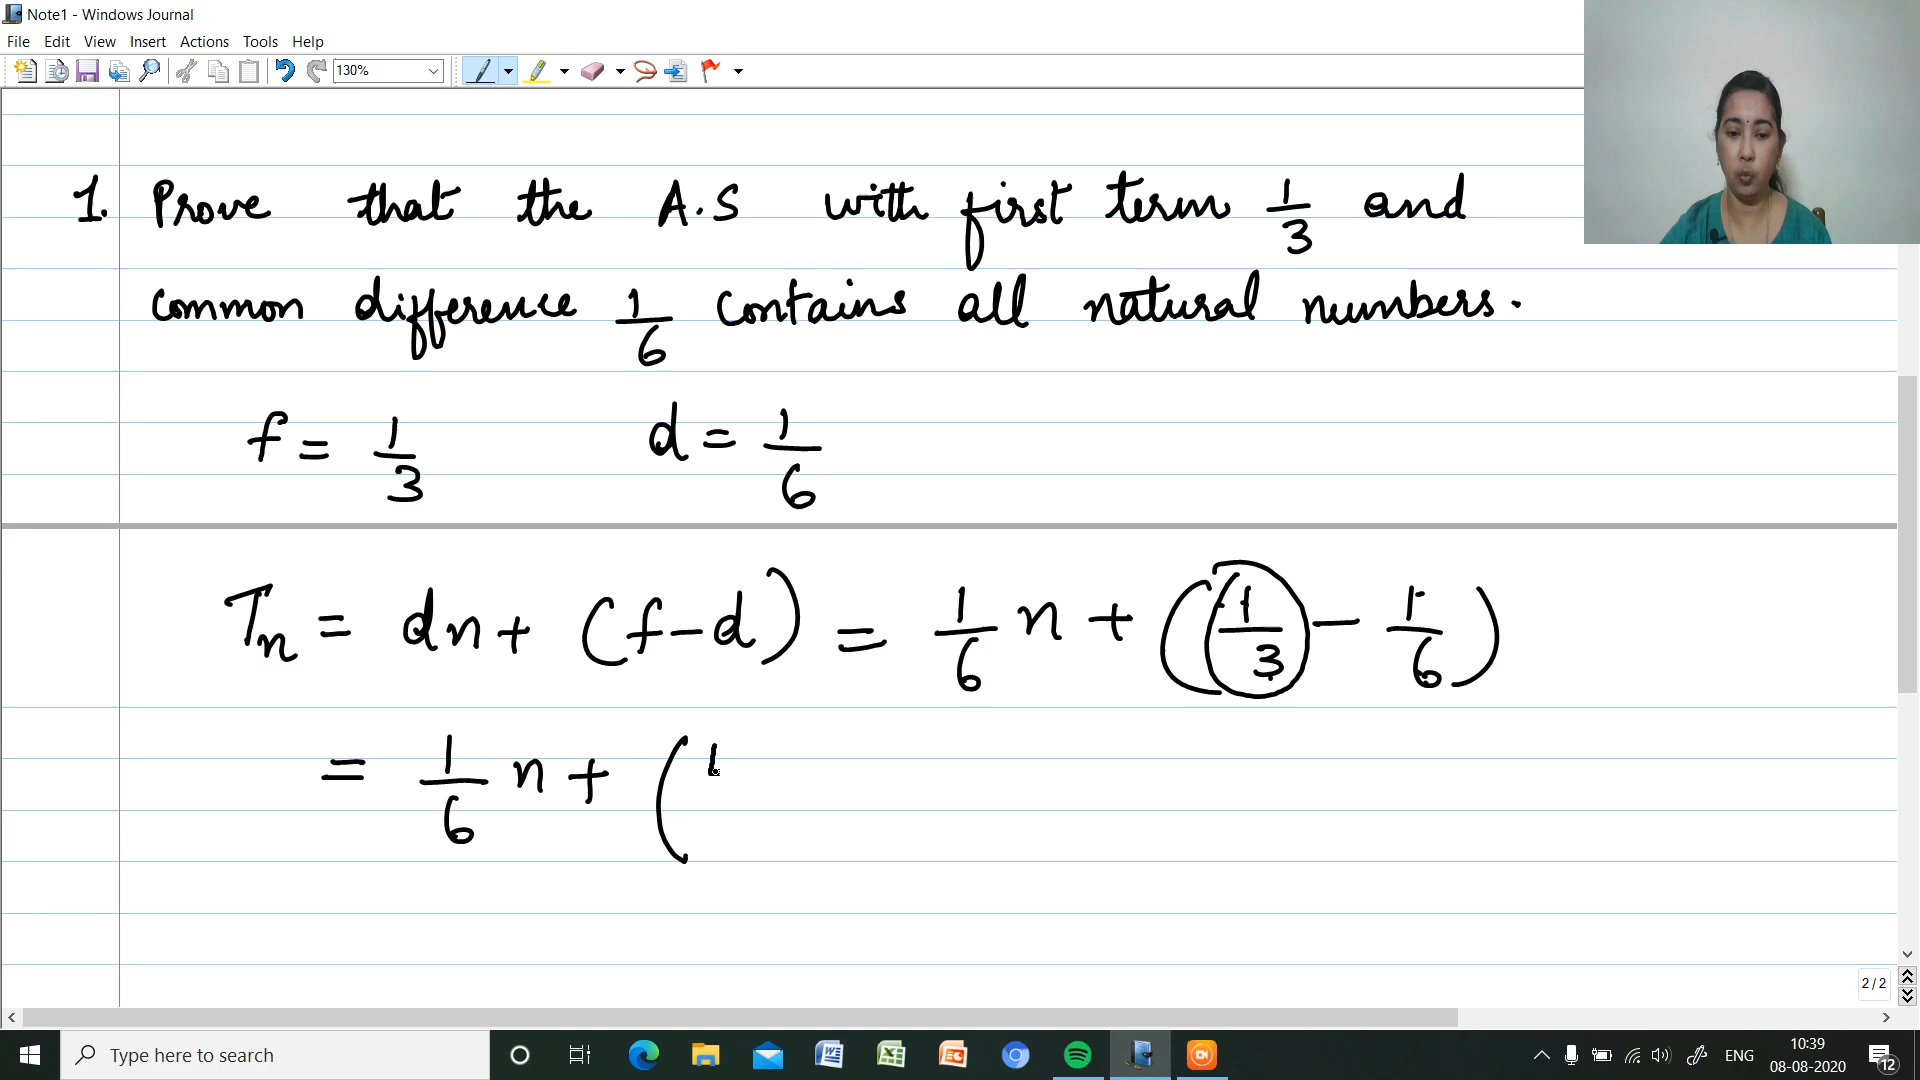 Note1 - Windows Journal
File Edit View Insert Actions Tools Help
130%
1. Prove that the A.S with first term 1/3 and
common difference 1/6 contains all natural numbers.
f = 1/3 d = 1/6
Tn = dn + (f-d) = 1/6 n + (1/3 - 1/6)
= 1/6 n + (1
2 / 2
Type here to search
ENG
10:39
08-08-2020
12